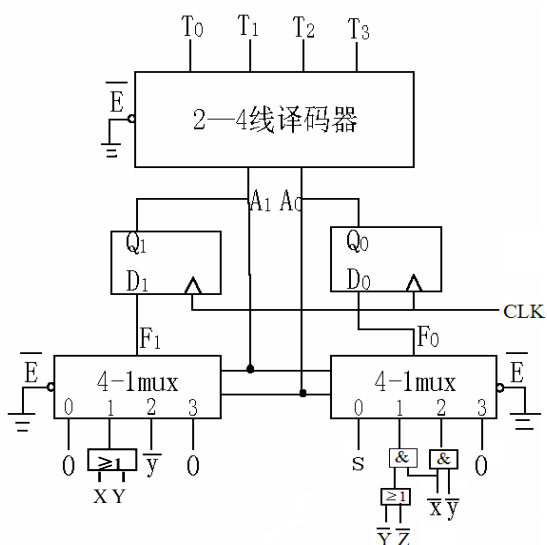 T0 T1 T2 T3
E̅
2—4线译码器
A1 A0
Q1
D1
Q0
D0
CLK
F1
F0
E̅
4-1mux
0 1 2 3
4-1mux
0 1 2 3
E̅
0
≥1
y̅
0
X Y
s
&
&
0
≥1
x̅ y̅
Y̅ Z̅